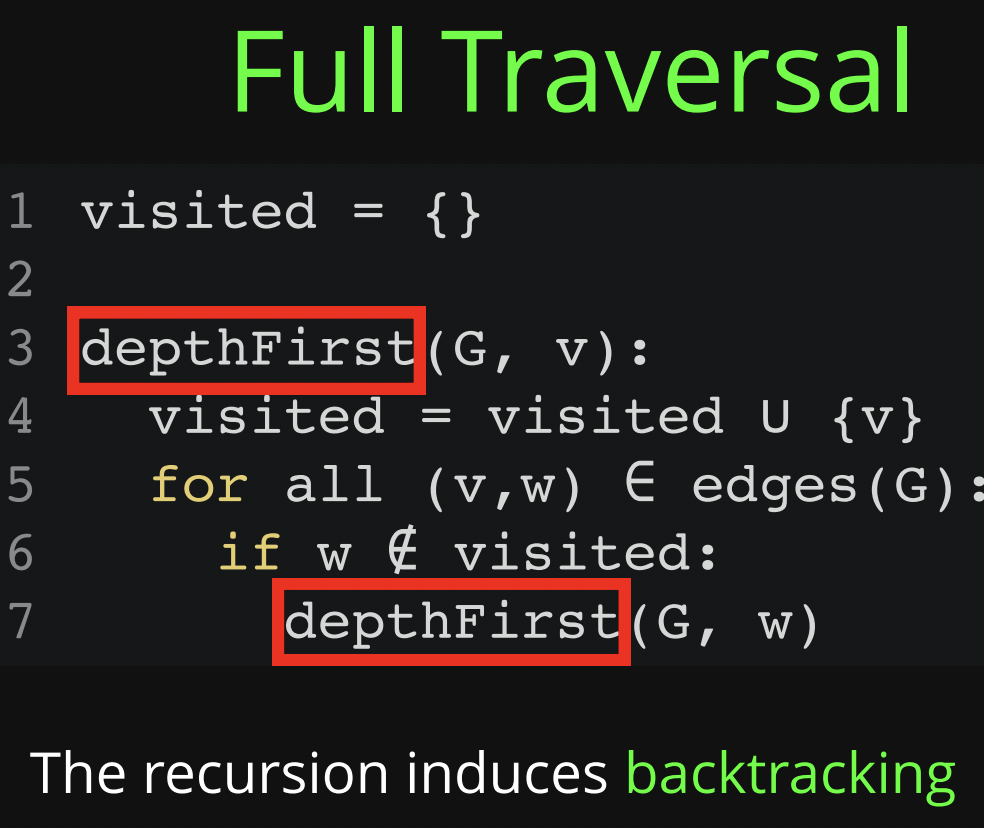 Full Traversal
1 visited = {}
2
3 depthFirst(G, v):
4   visited = visited ∪ {v}
5   for all (v,w) ∈ edges(G):
6     if w ∉ visited:
7       depthFirst(G, w)
The recursion induces backtracking